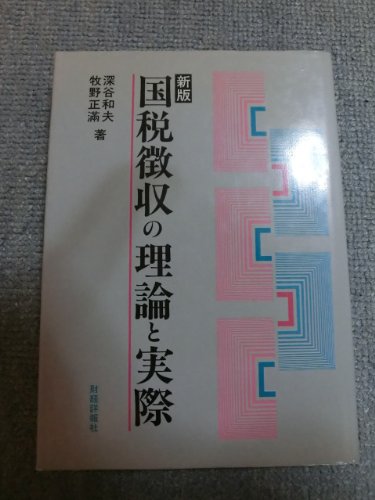 新版
国税徴収の理論と実際
深谷和夫
牧野正満
著
財経詳報社